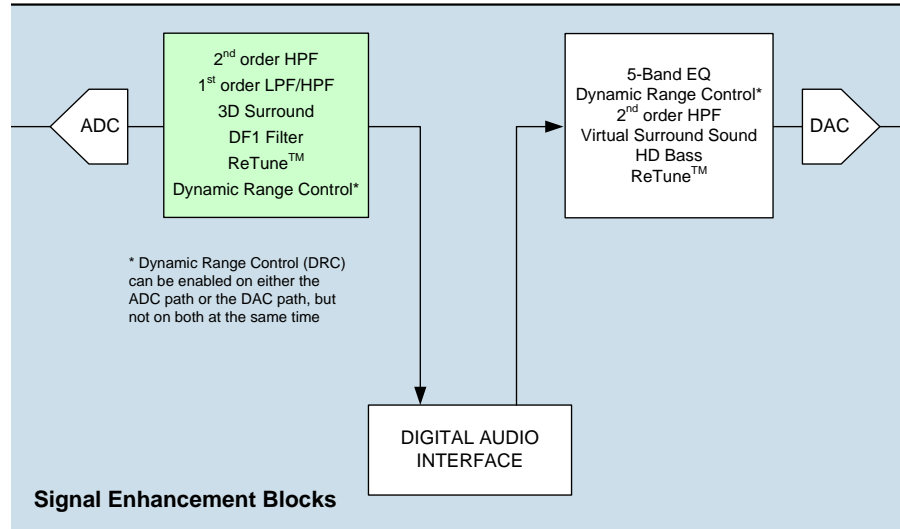 ADC
2nd order HPF
1st order LPF/HPF
3D Surround
DF1 Filter
ReTune™
Dynamic Range Control*
5-Band EQ
Dynamic Range Control*
2nd order HPF
Virtual Surround Sound
HD Bass
ReTune™
DAC
* Dynamic Range Control (DRC)
can be enabled on either the
ADC path or the DAC path, but
not on both at the same time
DIGITAL AUDIO
INTERFACE
Signal Enhancement Blocks